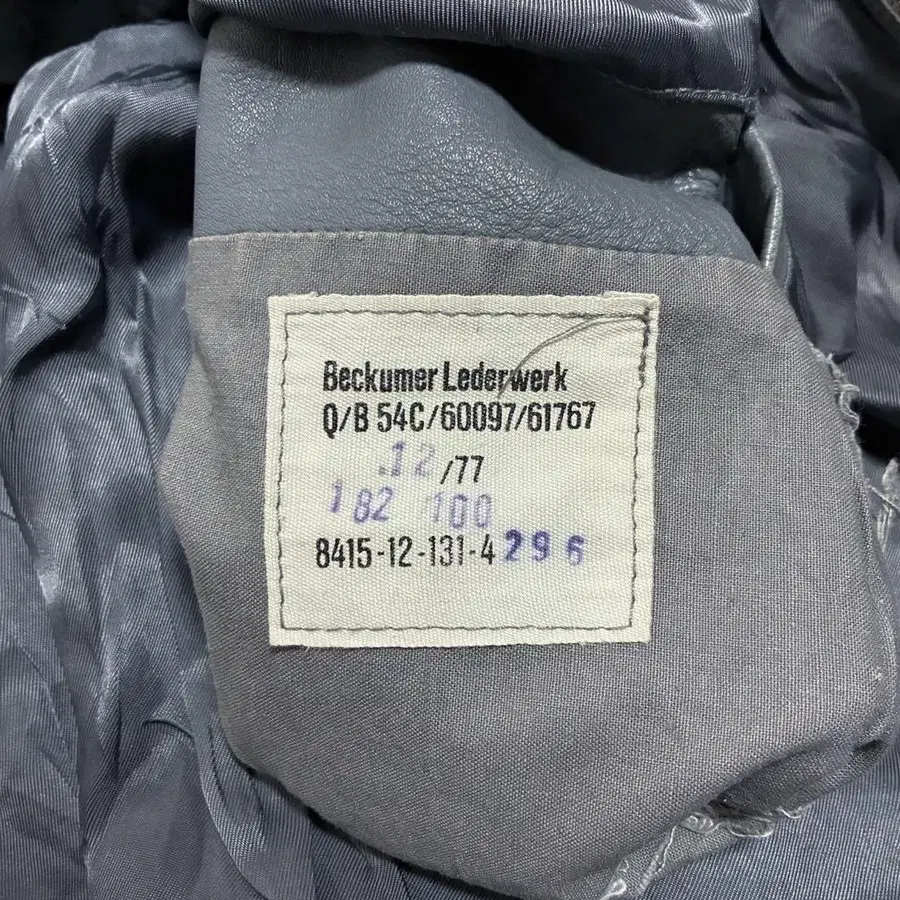 Beckumer Lederwerk
Q/B 54C/60097/61767
12/77
182 100
8415-12-131-4296